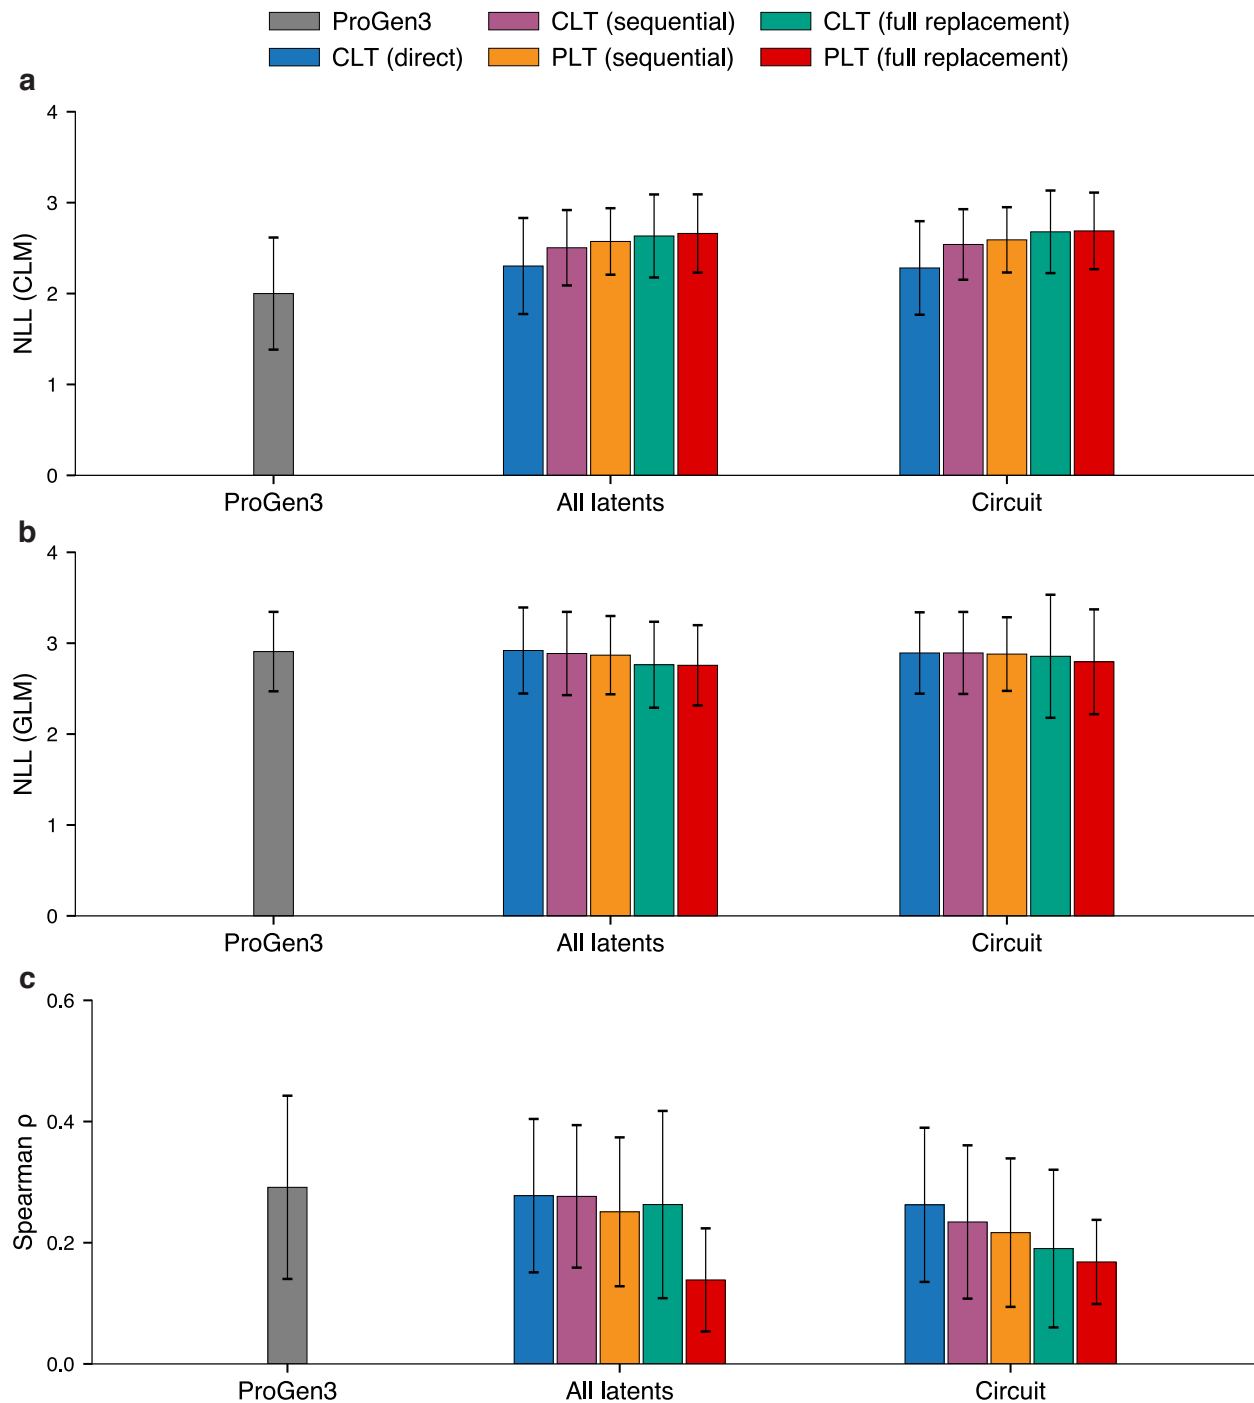 ProGen3 CLT (sequential) CLT (full replacement)
CLT (direct) PLT (sequential) PLT (full replacement)
a
4
3
2
1
0
NLL (CLM)
ProGen3 All latents Circuit
b
4
3
2
1
0
NLL (GLM)
ProGen3 All latents Circuit
c
0.6
0.4
0.2
0.0
Spearman ρ
ProGen3 All latents Circuit